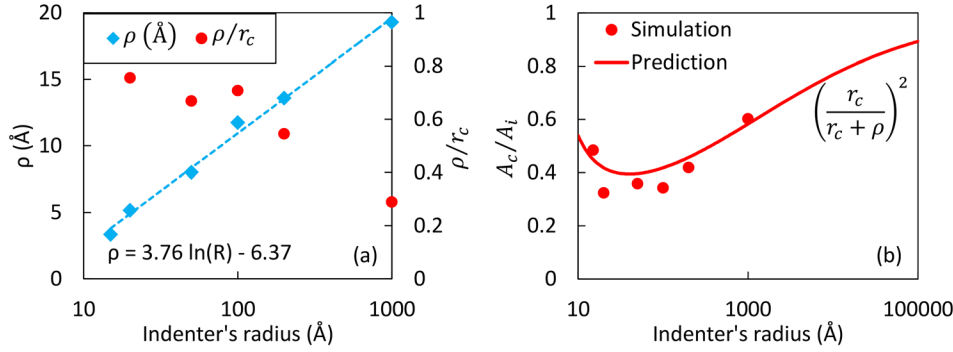 20
15
10
5
0
ρ (Å)
ρ (Å)
ρ/r_c
ρ = 3.76 ln(R) - 6.37
(a)
1
0.8
0.6
0.4
0.2
0
ρ/r_c
10 100 1000
Indenter's radius (Å)
1
0.8
0.6
0.4
0.2
0
A_c/A_i
Simulation
Prediction
(r_c / (r_c + ρ))^2
(b)
10 1000 100000
Indenter's radius (Å)